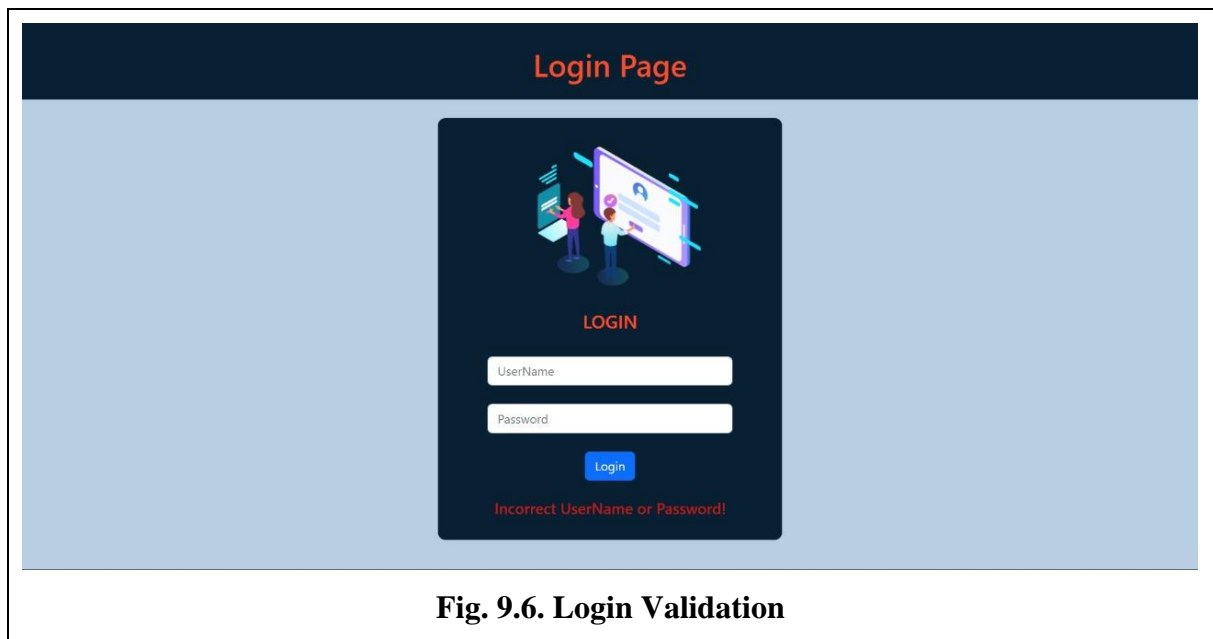 Login Page
LOGIN
UserName
Password
Login
Incorrect UserName or Password!
Fig. 9.6. Login Validation